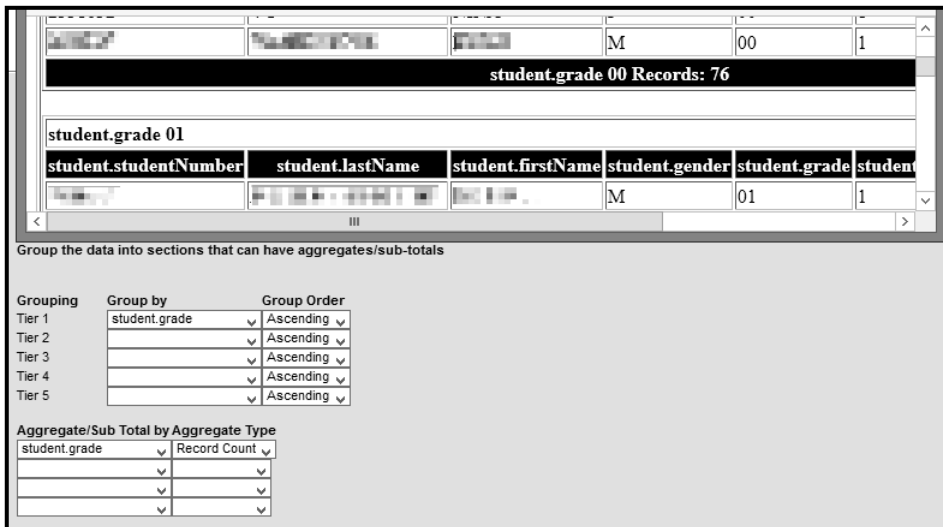 M 00 1
student.grade 00 Records: 76
student.grade 01
student.studentNumber student.lastName student.firstName student.gender student.grade student
M 01 1
Group the data into sections that can have aggregates/sub-totals
Grouping Group by Group Order
Tier 1 student.grade Ascending
Tier 2 Ascending
Tier 3 Ascending
Tier 4 Ascending
Tier 5 Ascending
Aggregate/Sub Total by Aggregate Type
student.grade Record Count